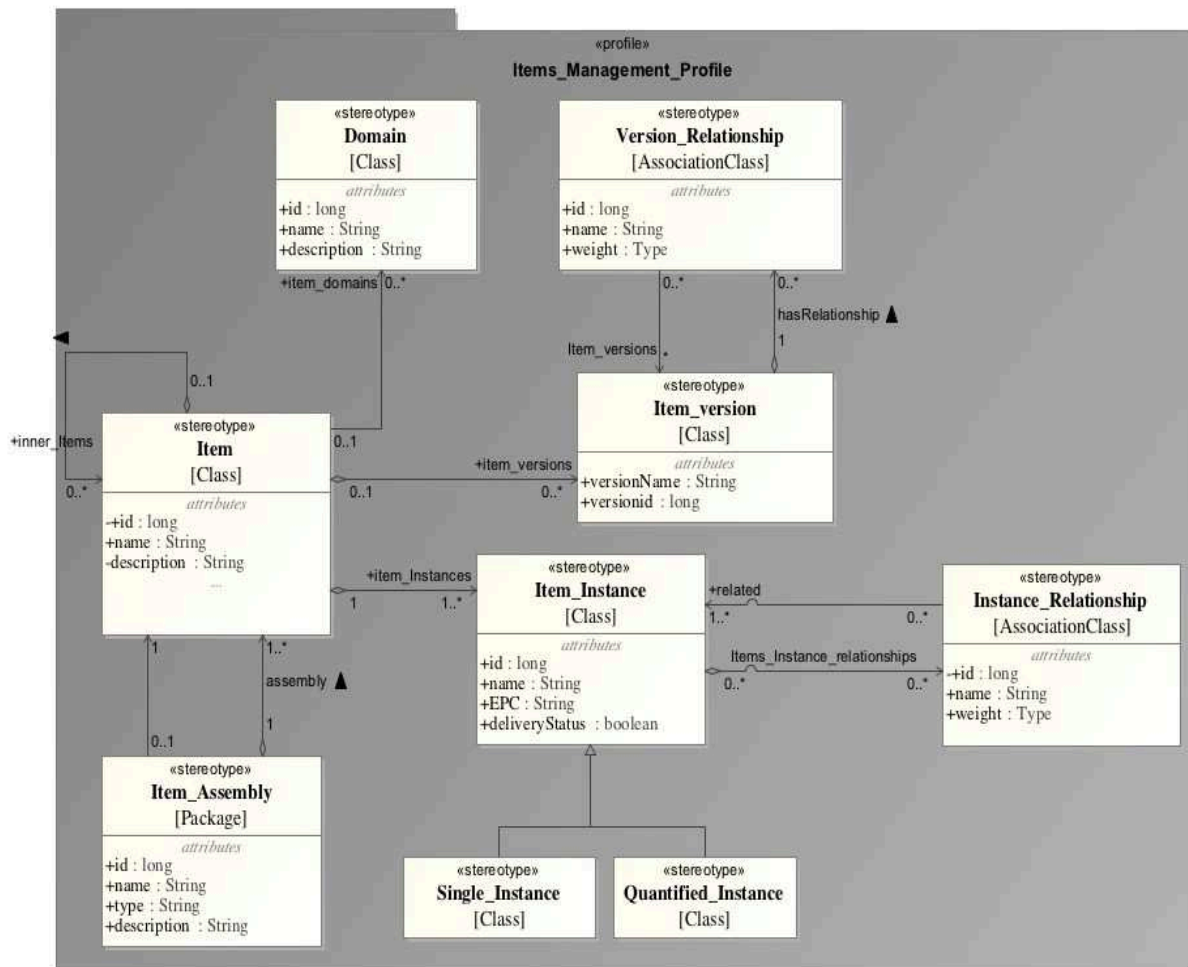 «profile»
Items_Management_Profile
«stereotype»
Domain
[Class]
attributes
+id : long
+name : String
+description : String
«stereotype»
Version_Relationship
[AssociationClass]
attributes
+id : long
+name : String
+weight : Type
+item_domains 0..*
0..*
0..*
hasRelationship
1
Item_versions *
0..1
+inner_Items
0..*
0..1
«stereotype»
Item
[Class]
attributes
-+id : long
+name : String
-description : String
...
«stereotype»
Item_version
[Class]
attributes
+versionName : String
+versionid : long
+item_versions
0..1
0..*
+item_Instances
1
1..*
«stereotype»
Item_Instance
[Class]
attributes
+id : long
+name : String
+EPC : String
+deliveryStatus : boolean
+related
1..*
0..*
Items_Instance_relationships
0..*
0..*
«stereotype»
Instance_Relationship
[AssociationClass]
attributes
-+id : long
+name : String
+weight : Type
1
1..*
assembly
0..1
1
«stereotype»
Item_Assembly
[Package]
attributes
+id : long
+name : String
+type : String
+description : String
«stereotype»
Single_Instance
[Class]
«stereotype»
Quantified_Instance
[Class]